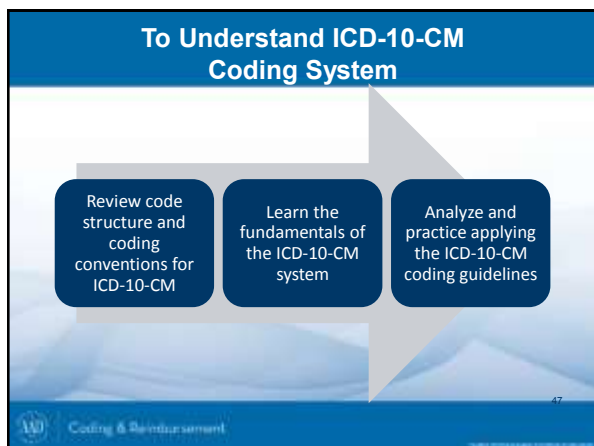 To Understand ICD-10-CM
Coding System
Review code
structure and
coding
conventions for
ICD-10-CM
Learn the
fundamentals of
the ICD-10-CM
system
Analyze and
practice applying
the ICD-10-CM
coding guidelines
47
Coding & Reimbursement